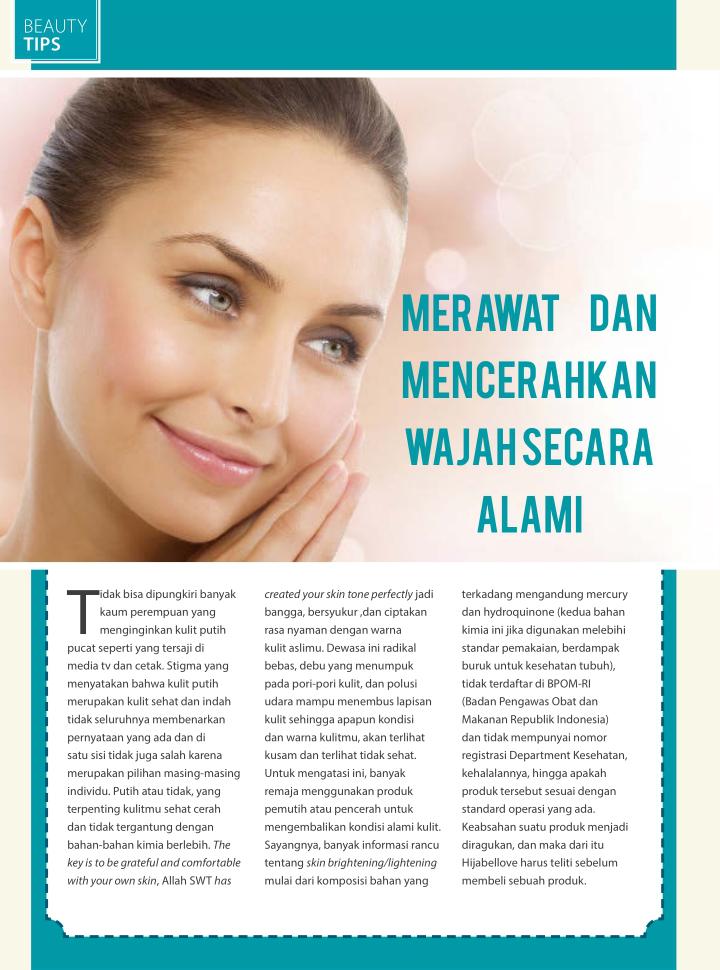 BEAUTY
TIPS
MERAWAT DAN
MENCERAHKAN
WAJAH SECARA
ALAMI
Tidak bisa dipungkiri banyak
kaum perempuan yang
menginginkan kulit putih
pucat seperti yang tersaji di
media tv dan cetak. Stigma yang
menyatakan bahwa kulit putih
merupakan kulit sehat dan indah
tidak seluruhnya membenarkan
pernyataan yang ada dan di
satu sisi tidak juga salah karena
merupakan pilihan masing-masing
individu. Putih atau tidak, yang
terpenting kulitmu sehat cerah
dan tidak tergantung dengan
bahan-bahan kimia berlebih. The
key is to be grateful and comfortable
with your own skin, Allah SWT has
created your skin tone perfectly jadi
bangga, bersyukur ,dan ciptakan
rasa nyaman dengan warna
kulit aslimu. Dewasa ini radikal
bebas, debu yang menumpuk
pada pori-pori kulit, dan polusi
udara mampu menembus lapisan
kulit sehingga apapun kondisi
dan warna kulitmu, akan terlihat
kusam dan terlihat tidak sehat.
Untuk mengatasi ini, banyak
remaja menggunakan produk
pemutih atau pencerah untuk
mengembalikan kondisi alami kulit.
Sayangnya, banyak informasi rancu
tentang skin brightening/lightening
mulai dari komposisi bahan yang
terkadang mengandung mercury
dan hydroquinone (kedua bahan
kimia ini jika digunakan melebihi
standar pemakaian, berdampak
buruk untuk kesehatan tubuh),
tidak terdaftar di BPOM-RI
(Badan Pengawas Obat dan
Makanan Republik Indonesia)
dan tidak mempunyai nomor
registrasi Department Kesehatan,
kehalalannya, hingga apakah
produk tersebut sesuai dengan
standard operasi yang ada.
Keabsahan suatu produk menjadi
diragukan, dan maka dari itu
Hijabellove harus teliti sebelum
membeli sebuah produk.